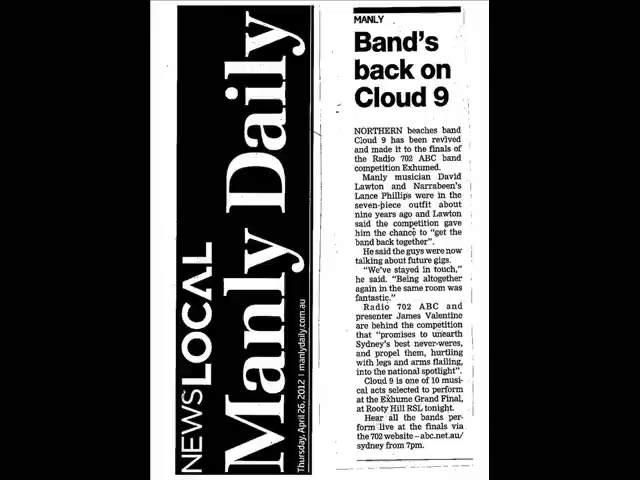 NEWSLOCAL
Manly Daily
Thursday, April 26, 2012 | manlydaily.com.au
MANLY
Band's
back on
Cloud 9
NORTHERN beaches band
Cloud 9 has been revived
and made it to the finals of
the Radio 702 ABC band
competition Exhumed.
Manly musician David
Lawton and Narrabeen's
Lance Phillips were in the
seven-piece outfit about
nine years ago and Lawton
said the competition gave
him the chance to "get the
band back together".
He said the guys were now
talking about future gigs.
"We've stayed in touch,"
he said. "Being altogether
again in the same room was
fantastic."
Radio 702 ABC and
presenter James Valentine
are behind the competition
that "promises to unearth
Sydney's best never-weres,
and propel them, hurtling
with legs and arms flailing,
into the national spotlight".
Cloud 9 is one of 10 musi-
cal acts selected to perform
at the Exhume Grand Final,
at Rooty Hill RSL tonight.
Hear all the bands per-
form live at the finals via
the 702 website – abc.net.au/
sydney from 7pm.